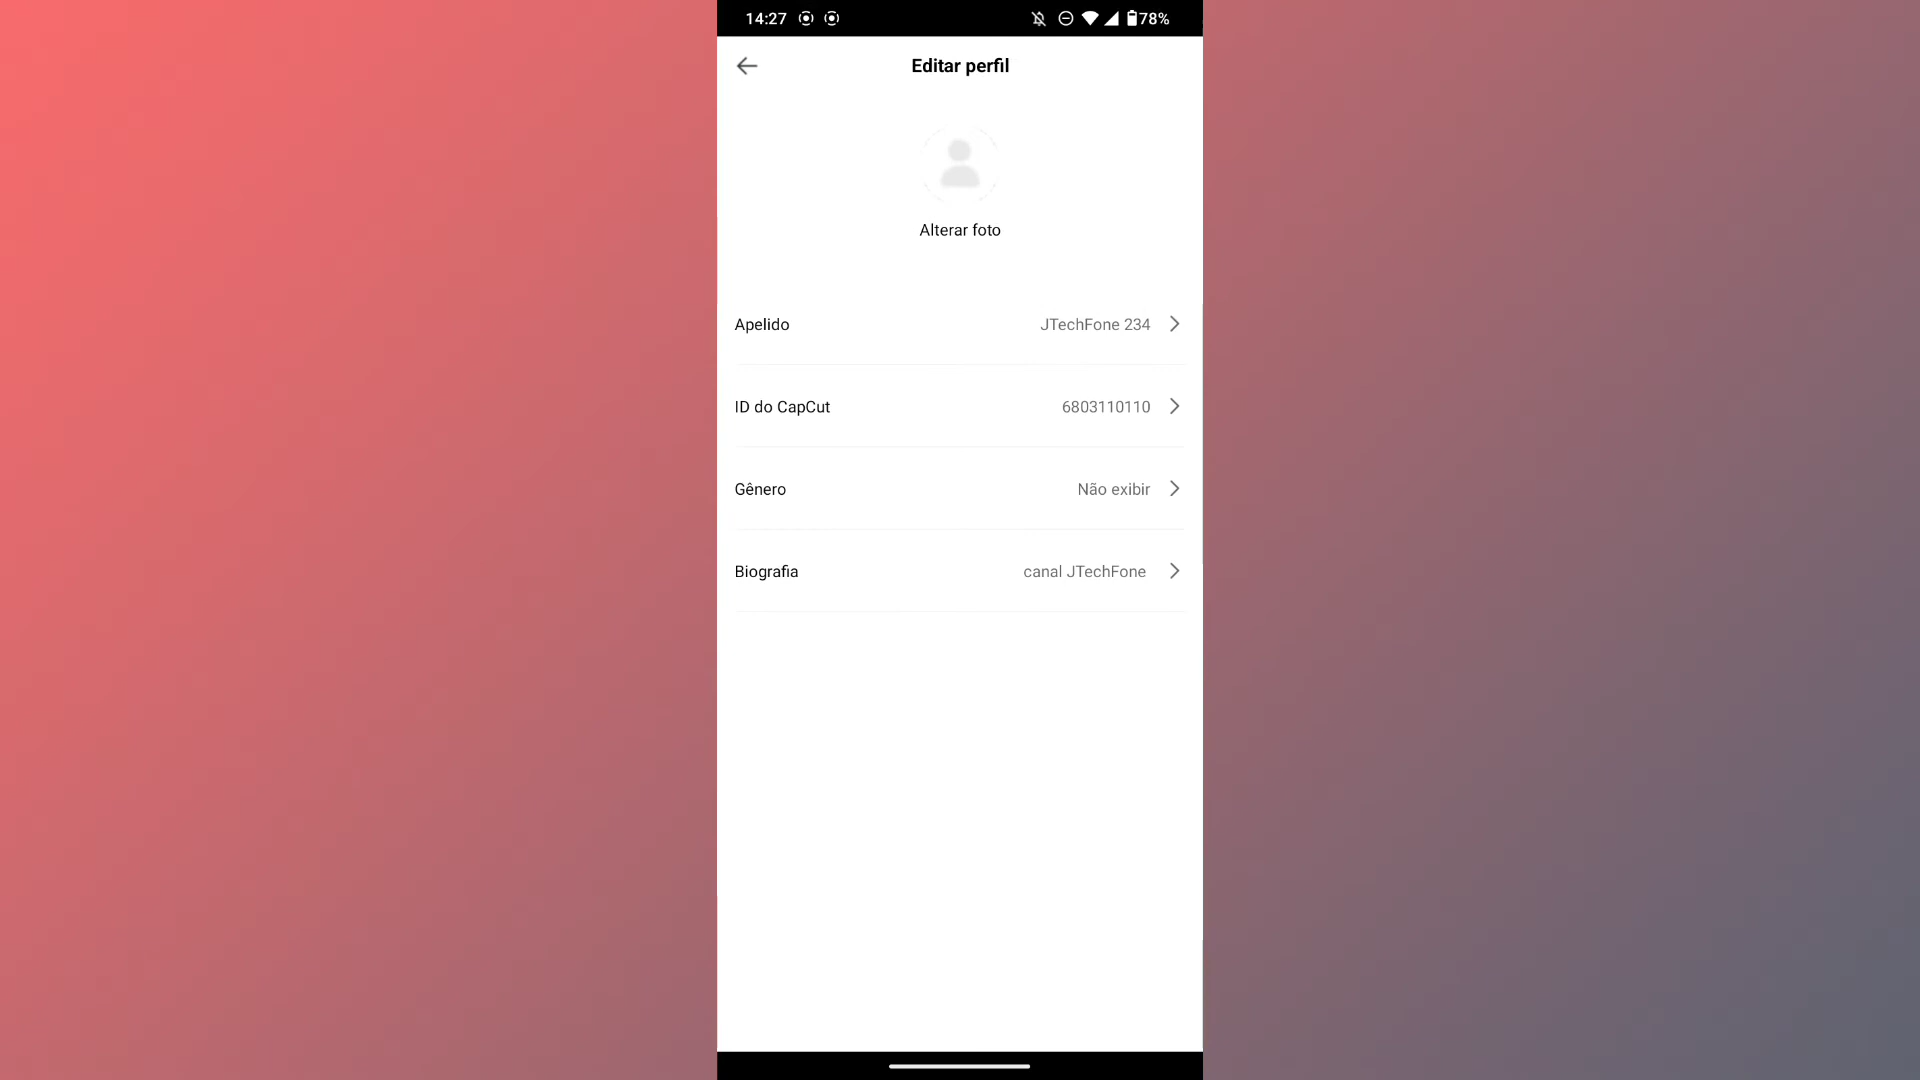 14:27 78%
Editar perfil
Alterar foto
Apelido JTechFone 234
ID do CapCut 6803110110
Gênero Não exibir
Biografia canal JTechFone